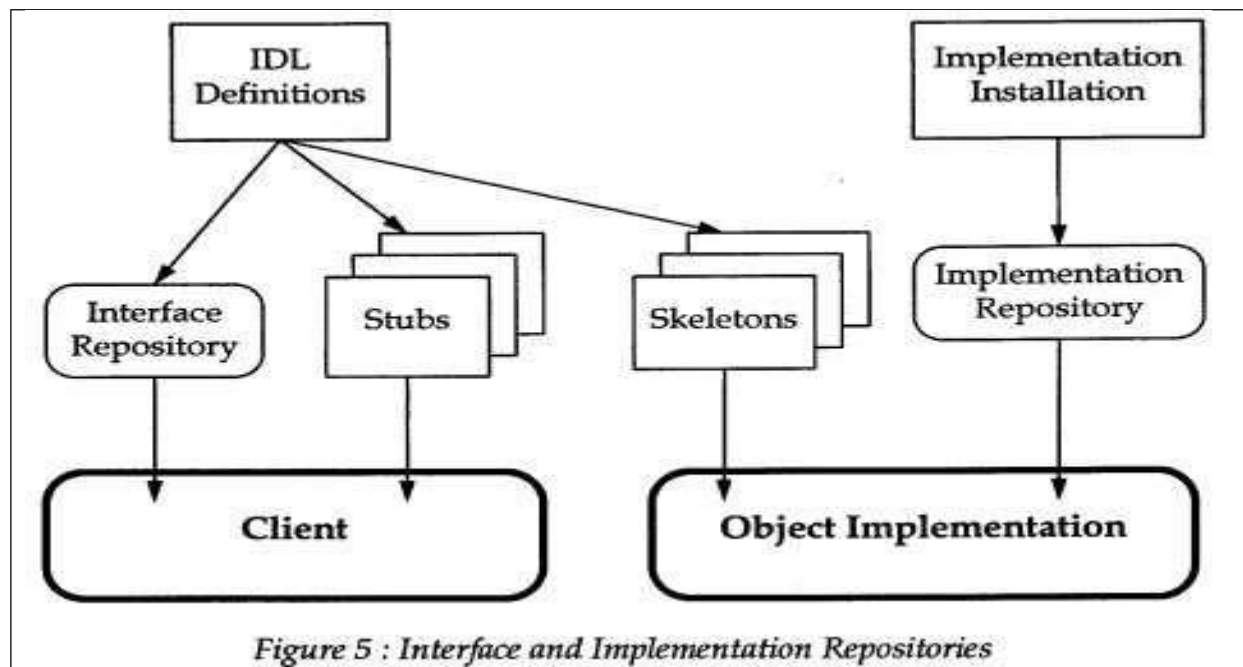 IDL
Definitions
Implementation
Installation
Interface
Repository
Stubs
Skeletons
Implementation
Repository
Client
Object Implementation
Figure 5 : Interface and Implementation Repositories